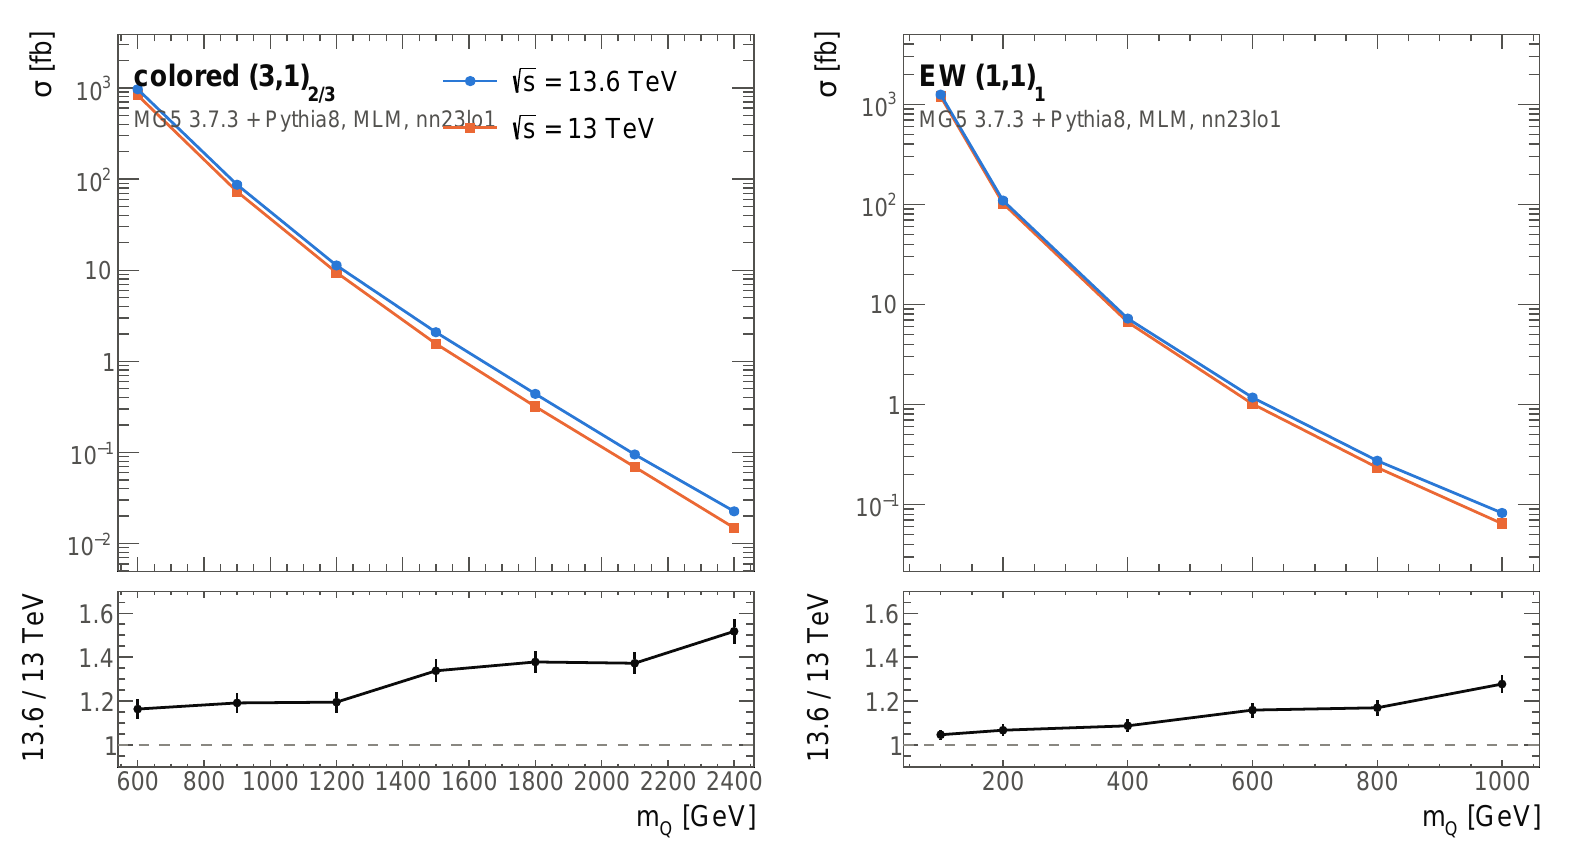 σ [fb]
colored (3,1)2/3
MG5 3.7.3 + Pythia8, MLM, nn23lo1
√s = 13.6 TeV
√s = 13 TeV
10³
10²
10
1
10⁻¹
10⁻²
13.6 / 13 TeV
1.6
1.4
1.2
1
600 800 1000 1200 1400 1600 1800 2000 2200 2400
mQ [GeV]
σ [fb]
EW (1,1)1
MG5 3.7.3 + Pythia8, MLM, nn23lo1
10³
10²
10
1
10⁻¹
13.6 / 13 TeV
1.6
1.4
1.2
1
200 400 600 800 1000
mQ [GeV]